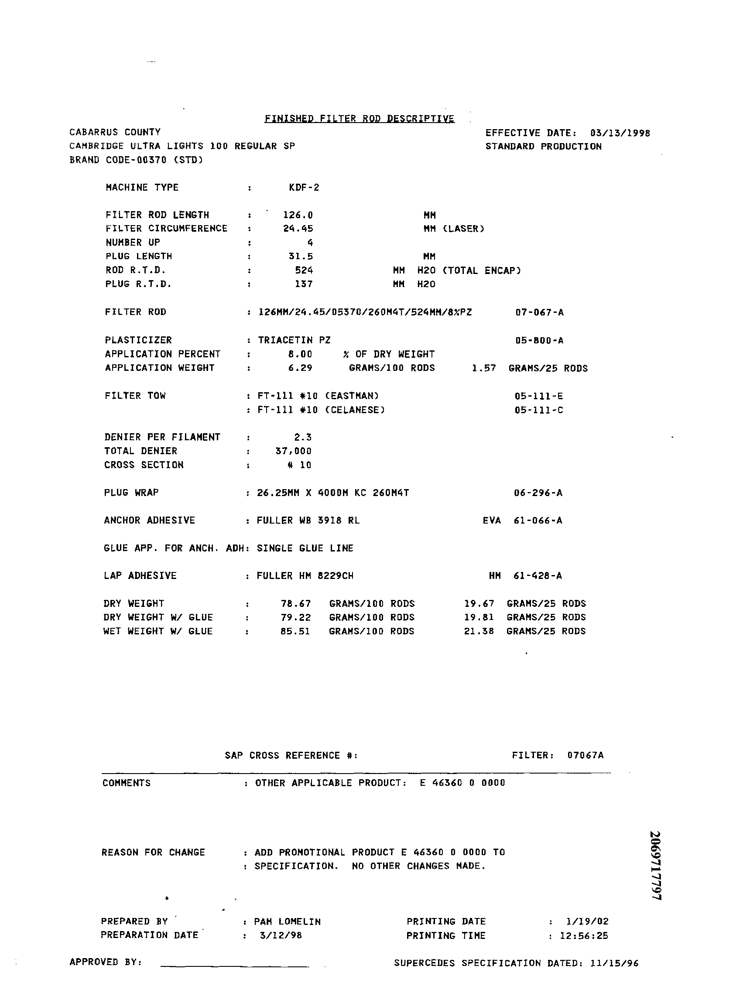 FINISHED FILTER ROD DESCRIPTIVE
CABARRUS COUNTY EFFECTIVE DATE: 03/13/1998
CAMBRIDGE ULTRA LIGHTS 100 REGULAR SP STANDARD PRODUCTION
BRAND CODE-00370 (STD)
MACHINE TYPE : KDF-2
FILTER ROD LENGTH : 126.0 MM
FILTER CIRCUMFERENCE : 24.45 MM (LASER)
NUMBER UP : 4
PLUG LENGTH : 31.5 MM
ROD R.T.D. : 524 MM H2O (TOTAL ENCAP)
PLUG R.T.D. : 137 MM H2O
FILTER ROD : 126MM/24.45/05370/260M4T/524MM/8%PZ 07-067-A
PLASTICIZER : TRIACETIN PZ 05-800-A
APPLICATION PERCENT : 8.00 % OF DRY WEIGHT
APPLICATION WEIGHT : 6.29 GRAMS/100 RODS 1.57 GRAMS/25 RODS
FILTER TOW : FT-111 #10 (EASTMAN) 05-111-E
: FT-111 #10 (CELANESE) 05-111-C
DENIER PER FILAMENT : 2.3
TOTAL DENIER : 37,000
CROSS SECTION : # 10
PLUG WRAP : 26.25MM X 4000M KC 260M4T 06-296-A
ANCHOR ADHESIVE : FULLER WB 3918 RL EVA 61-066-A
GLUE APP. FOR ANCH. ADH: SINGLE GLUE LINE
LAP ADHESIVE : FULLER HM 8229CH HM 61-428-A
DRY WEIGHT : 78.67 GRAMS/100 RODS 19.67 GRAMS/25 RODS
DRY WEIGHT W/ GLUE : 79.22 GRAMS/100 RODS 19.81 GRAMS/25 RODS
WET WEIGHT W/ GLUE : 85.51 GRAMS/100 RODS 21.38 GRAMS/25 RODS
SAP CROSS REFERENCE #: FILTER: 07067A
COMMENTS : OTHER APPLICABLE PRODUCT: E 46360 0 0000
REASON FOR CHANGE : ADD PROMOTIONAL PRODUCT E 46360 0 0000 TO
: SPECIFICATION. NO OTHER CHANGES MADE.
2069717797
PREPARED BY : PAM LOMELIN PRINTING DATE : 1/19/02
PREPARATION DATE : 3/12/98 PRINTING TIME : 12:56:25
APPROVED BY: SUPERCEDES SPECIFICATION DATED: 11/15/96